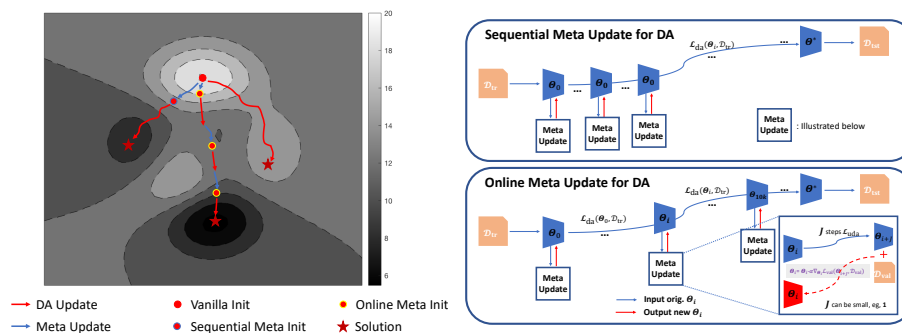 20
18
16
14
12
10
8
6
DA Update
Vanilla Init
Online Meta Init
Meta Update
Sequential Meta Init
Solution
Sequential Meta Update for DA
𝓛da(Θi, 𝒟tr)
...
Θ*
𝒟tst
𝒟tr
Θ0
...
Θ0
...
Θ0
Meta Update
Meta Update
Meta Update
Meta Update
: Illustrated below
Online Meta Update for DA
𝓛da(Θi, 𝒟tr)
...
Θ10k
...
Θ*
𝒟tst
𝒟tr
Θ0
𝓛da(Θ0, 𝒟tr)
...
Θi
Meta Update
Meta Update
Meta Update
J steps 𝓛uda
Θi
Θi+J
+
𝒟val
Θi
J can be small, eg, 1
Input orig. Θi
Output new Θi